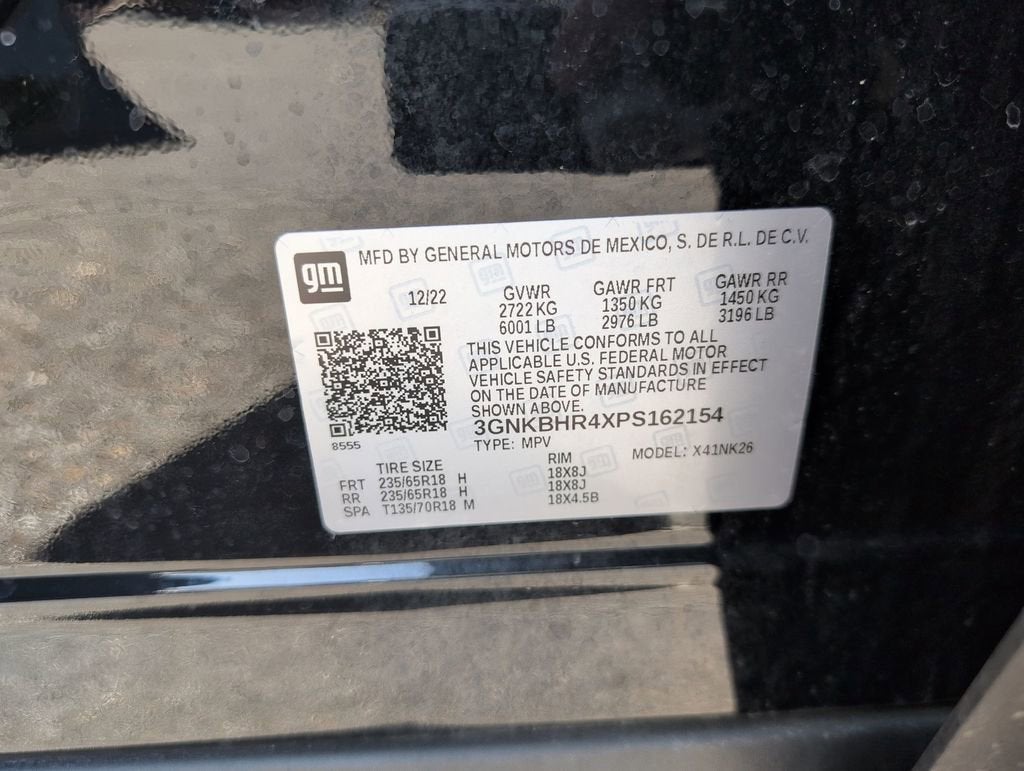 gm
MFD BY GENERAL MOTORS DE MEXICO, S. DE R.L. DE C.V.
12/22 GVWR GAWR FRT GAWR RR
2722 KG 1350 KG 1450 KG
6001 LB 2976 LB 3196 LB
THIS VEHICLE CONFORMS TO ALL
APPLICABLE U.S. FEDERAL MOTOR
VEHICLE SAFETY STANDARDS IN EFFECT
ON THE DATE OF MANUFACTURE
SHOWN ABOVE.
3GNKBHR4XPS162154
8555 TYPE: MPV MODEL: X41NK26
TIRE SIZE RIM
FRT 235/65R18 H 18X8J
RR 235/65R18 H 18X8J
SPA T135/70R18 M 18X4.5B